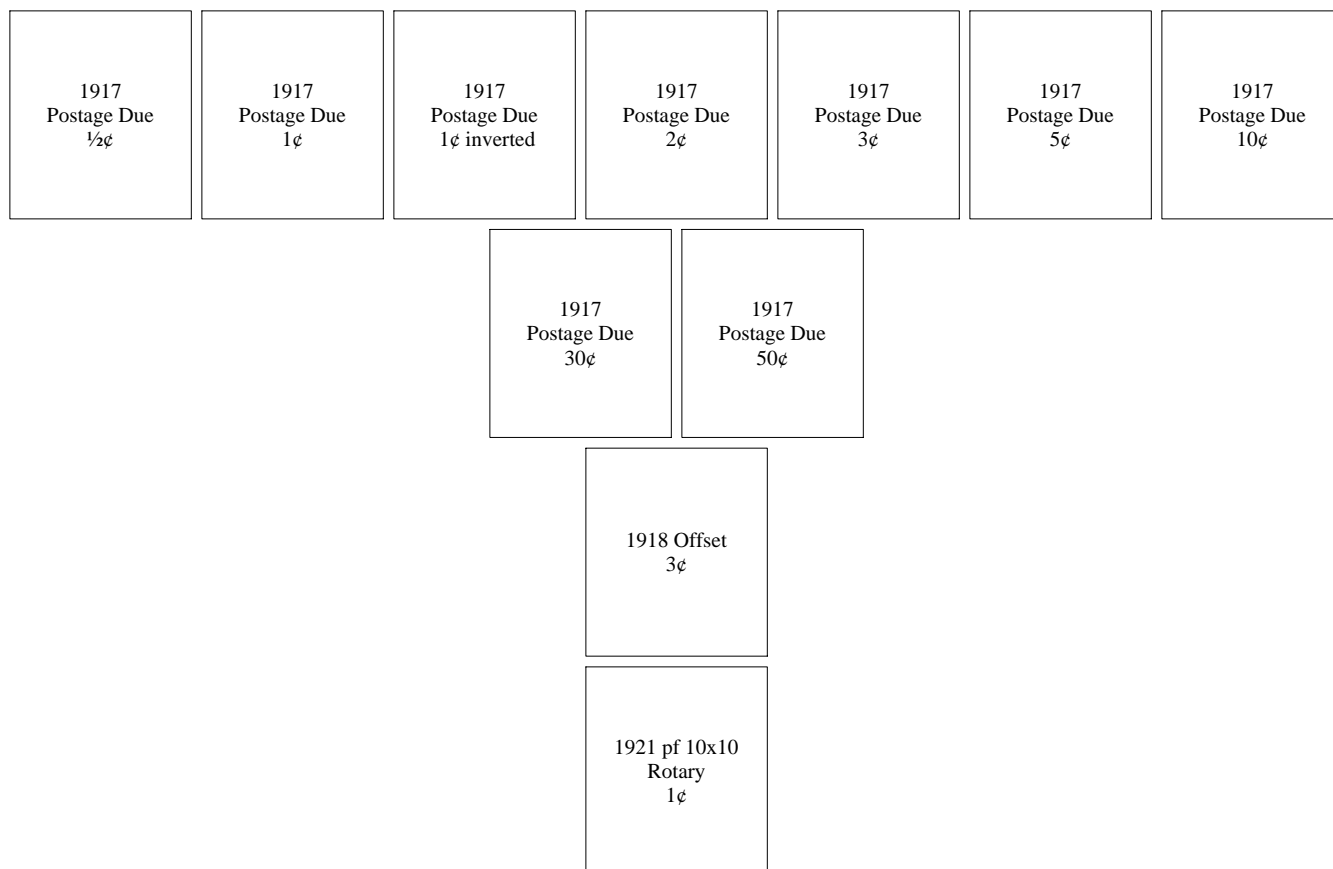 1917
Postage Due
½¢
1917
Postage Due
1¢
1917
Postage Due
1¢ inverted
1917
Postage Due
2¢
1917
Postage Due
3¢
1917
Postage Due
5¢
1917
Postage Due
10¢
1917
Postage Due
30¢
1917
Postage Due
50¢
1918 Offset
3¢
1921 pf 10x10
Rotary
1¢